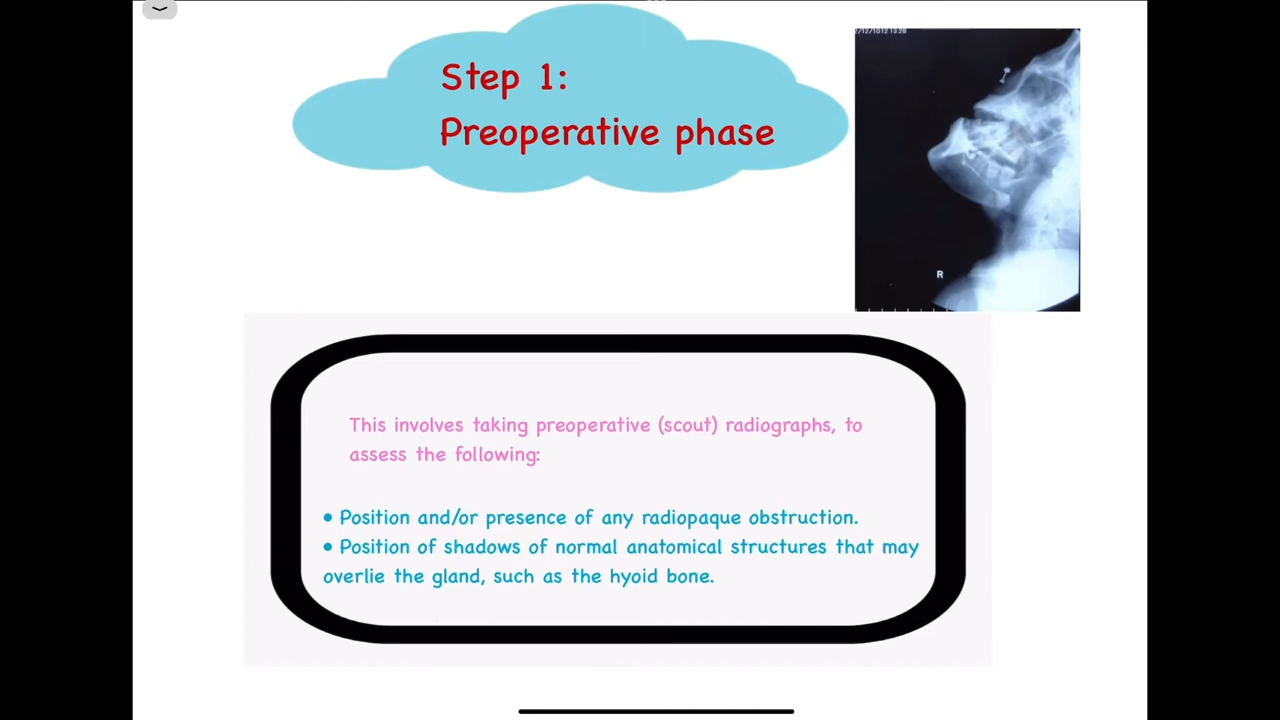 Step 1:
Preoperative phase
R
This involves taking preoperative (scout) radiographs, to
assess the following:
• Position and/or presence of any radiopaque obstruction.
• Position of shadows of normal anatomical structures that may
overlie the gland, such as the hyoid bone.